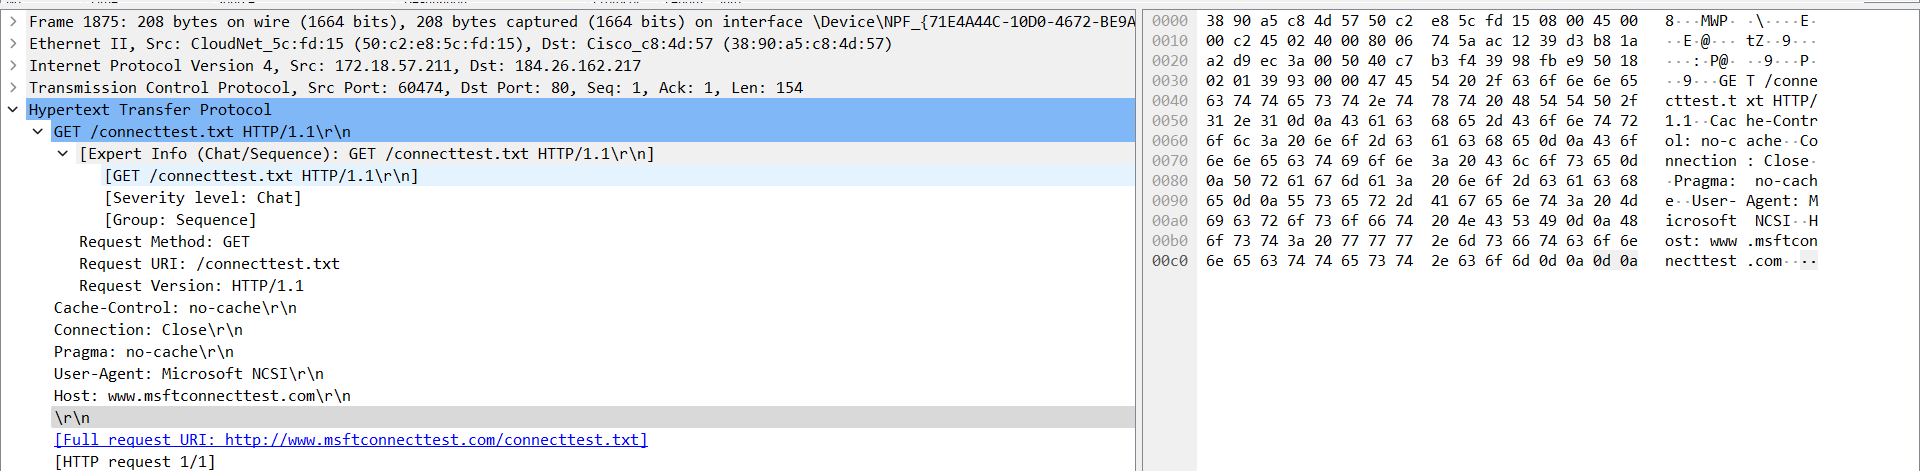 Frame 1875: 208 bytes on wire (1664 bits), 208 bytes captured (1664 bits) on interface \Device\NPF_{71E4A44C-10D0-4672-BE9A
Ethernet II, Src: CloudNet_5c:fd:15 (50:c2:e8:5c:fd:15), Dst: Cisco_c8:4d:57 (38:90:a5:c8:4d:57)
Internet Protocol Version 4, Src: 172.18.57.211, Dst: 184.26.162.217
Transmission Control Protocol, Src Port: 60474, Dst Port: 80, Seq: 1, Ack: 1, Len: 154
Hypertext Transfer Protocol
GET /connecttest.txt HTTP/1.1\r\n
[Expert Info (Chat/Sequence): GET /connecttest.txt HTTP/1.1\r\n]
[GET /connecttest.txt HTTP/1.1\r\n]
[Severity level: Chat]
[Group: Sequence]
Request Method: GET
Request URI: /connecttest.txt
Request Version: HTTP/1.1
Cache-Control: no-cache\r\n
Connection: Close\r\n
Pragma: no-cache\r\n
User-Agent: Microsoft NCSI\r\n
Host: www.msftconnecttest.com\r\n
\r\n
[Full request URI: http://www.msftconnecttest.com/connecttest.txt]
[HTTP request 1/1]
0000 38 90 a5 c8 4d 57 50 c2 e8 5c fd 15 08 00 45 00 8···MWP· ·\····E·
0010 00 c2 45 02 40 00 80 06 74 5a ac 12 39 d3 b8 1a ··E·@··· tZ··9···
0020 a2 d9 ec 3a 00 50 40 c7 b3 f4 39 98 fb e9 50 18 ···:·P@· ··9···P·
0030 02 01 39 93 00 00 47 45 54 20 2f 63 6f 6e 6e 65 ··9···GE T /conne
0040 63 74 74 65 73 74 2e 74 78 74 20 48 54 54 50 2f cttest.t xt HTTP/
0050 31 2e 31 0d 0a 43 61 63 68 65 2d 43 6f 6e 74 72 1.1··Cac he-Contr
0060 6f 6c 3a 20 6e 6f 2d 63 61 63 68 65 0d 0a 43 6f ol: no-c ache··Co
0070 6e 6e 65 63 74 69 6f 6e 3a 20 43 6c 6f 73 65 0d nnection : Close·
0080 0a 50 72 61 67 6d 61 3a 20 6e 6f 2d 63 61 63 68 ·Pragma: no-cach
0090 65 0d 0a 55 73 65 72 2d 41 67 65 6e 74 3a 20 4d e··User- Agent: M
00a0 69 63 72 6f 73 6f 66 74 20 4e 43 53 49 0d 0a 48 icrosoft NCSI··H
00b0 6f 73 74 3a 20 77 77 77 2e 6d 73 66 74 63 6f 6e ost: www .msftcon
00c0 6e 65 63 74 74 65 73 74 2e 63 6f 6d 0d 0a 0d 0a necttest .com····